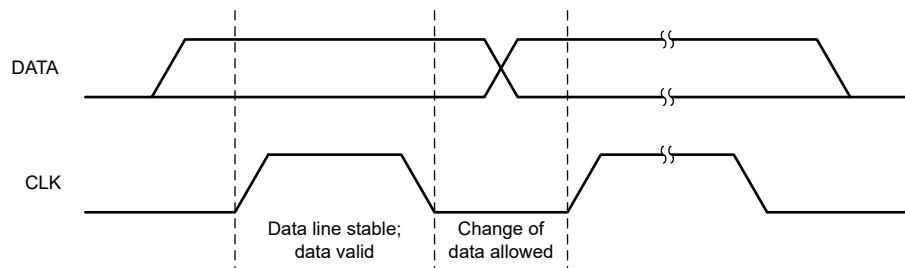 DATA
CLK
Data line stable;
data valid
Change of
data allowed